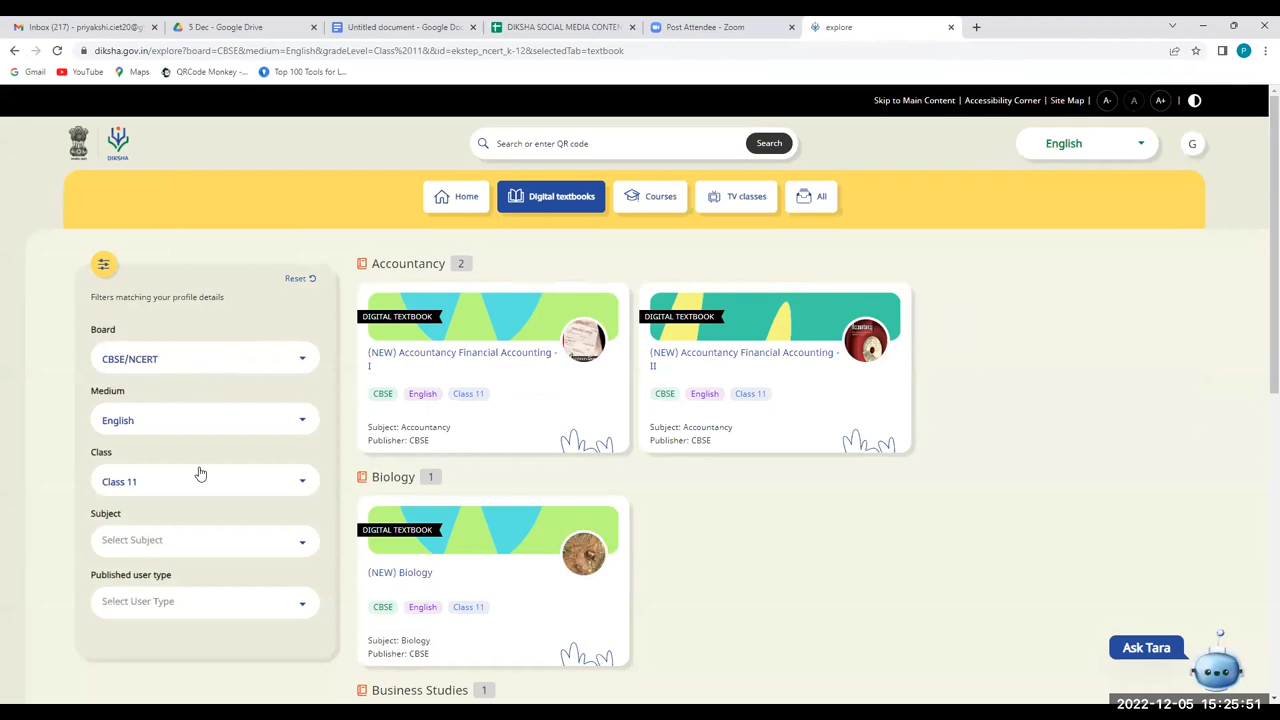 Inbox (217) - priyakshi.ciet20@g
5 Dec - Google Drive
Untitled document - Google Doc
DIKSHA SOCIAL MEDIA CONTEN
Post Attendee - Zoom
explore
diksha.gov.in/explore?board=CBSE&medium=English&gradeLevel=Class%2011&&id=ekstep_ncert_k-12&selectedTab=textbook
P
Gmail
YouTube
Maps
QRCode Monkey -...
Top 100 Tools for L...
Skip to Main Content | Accessibility Corner | Site Map | A- A A+ |
DIKSHA
Search or enter QR code
Search
English
G
Home
Digital textbooks
Courses
TV classes
All
Reset
Filters matching your profile details
Board
CBSE/NCERT
Medium
English
Class
Class 11
Subject
Select Subject
Published user type
Select User Type
Accountancy 2
DIGITAL TEXTBOOK
(NEW) Accountancy Financial Accounting -
I
CBSE English Class 11
Subject: Accountancy
Publisher: CBSE
DIGITAL TEXTBOOK
Accountancy
(NEW) Accountancy Financial Accounting -
II
CBSE English Class 11
Subject: Accountancy
Publisher: CBSE
Biology 1
DIGITAL TEXTBOOK
(NEW) Biology
CBSE English Class 11
Subject: Biology
Publisher: CBSE
Business Studies 1
Ask Tara
2022-12-05 15:25:51